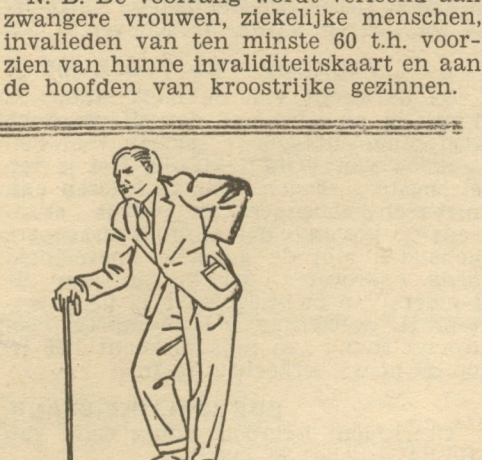 N. B. De voorrang wordt verleend aan
zwangere vrouwen, ziekelijke menschen,
invalieden van ten minste 60 t.h. voor-
zien van hunne invaliditeitskaart en aan
de hoofden van kroostrijke gezinnen.